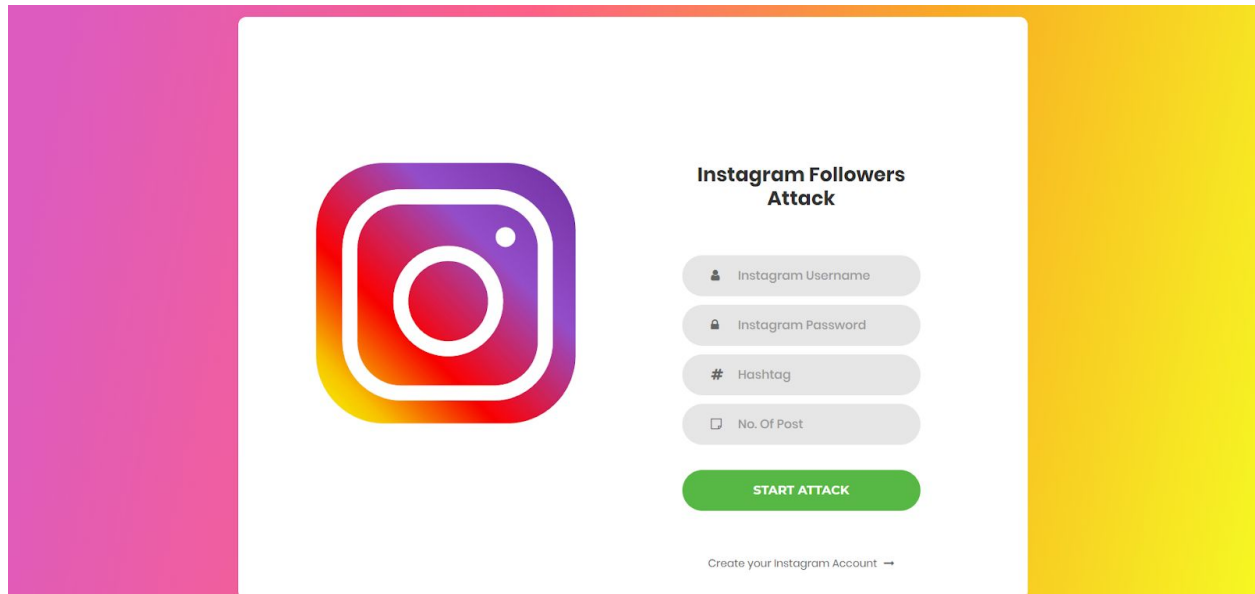 Instagram Followers
Attack
Instagram Username
Instagram Password
# Hashtag
No. Of Post
START ATTACK
Create your Instagram Account →